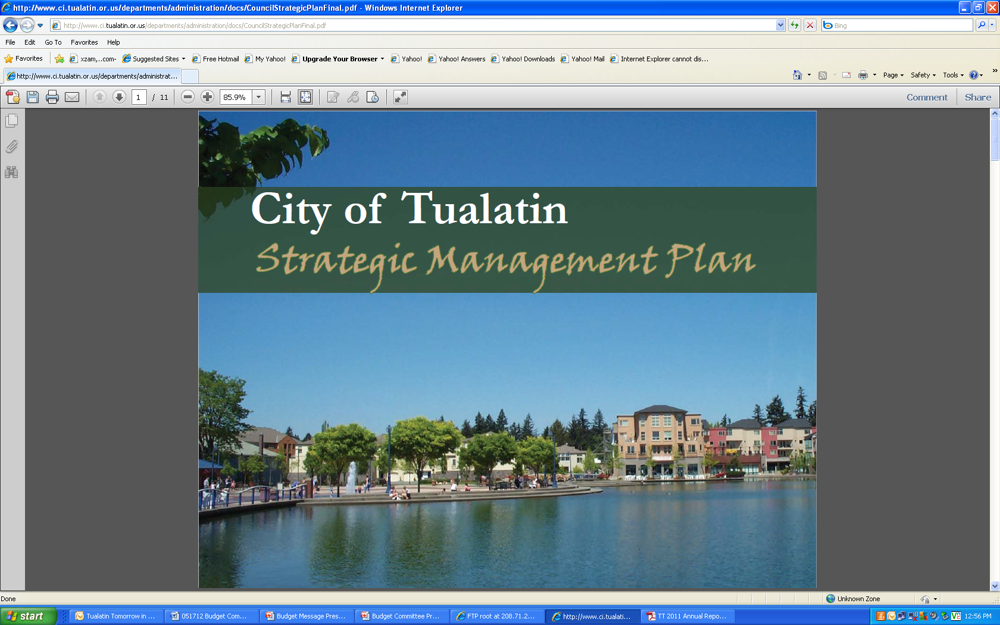 http://www.ci.tualatin.or.us/departments/administration/docs/CouncilStrategicPlanFinal.pdf - Windows Internet Explorer
http://www.ci.tualatin.or.us/departments/administration/docs/CouncilStrategicPlanFinal.pdf
Bing
File Edit Go To Favorites Help
Favorites xzam,..com- Suggested Sites Free Hotmail My Yahoo! Upgrade Your Browser Yahoo! Yahoo! Answers Yahoo! Downloads Yahoo! Mail Internet Explorer cannot dis...
http://www.ci.tualatin.or.us/departments/administrat... Page Safety Tools »
1 / 11 85.9% Comment Share
City of Tualatin
Strategic Management Plan
Done Unknown Zone
start Tualatin Tomorrow in ... 051712 Budget Com... Budget Message Pres... Budget Committee Pr... FTP root at 208.71.2... http://www.ci.tualati... TT 2011 Annual Repo... 12:56 PM